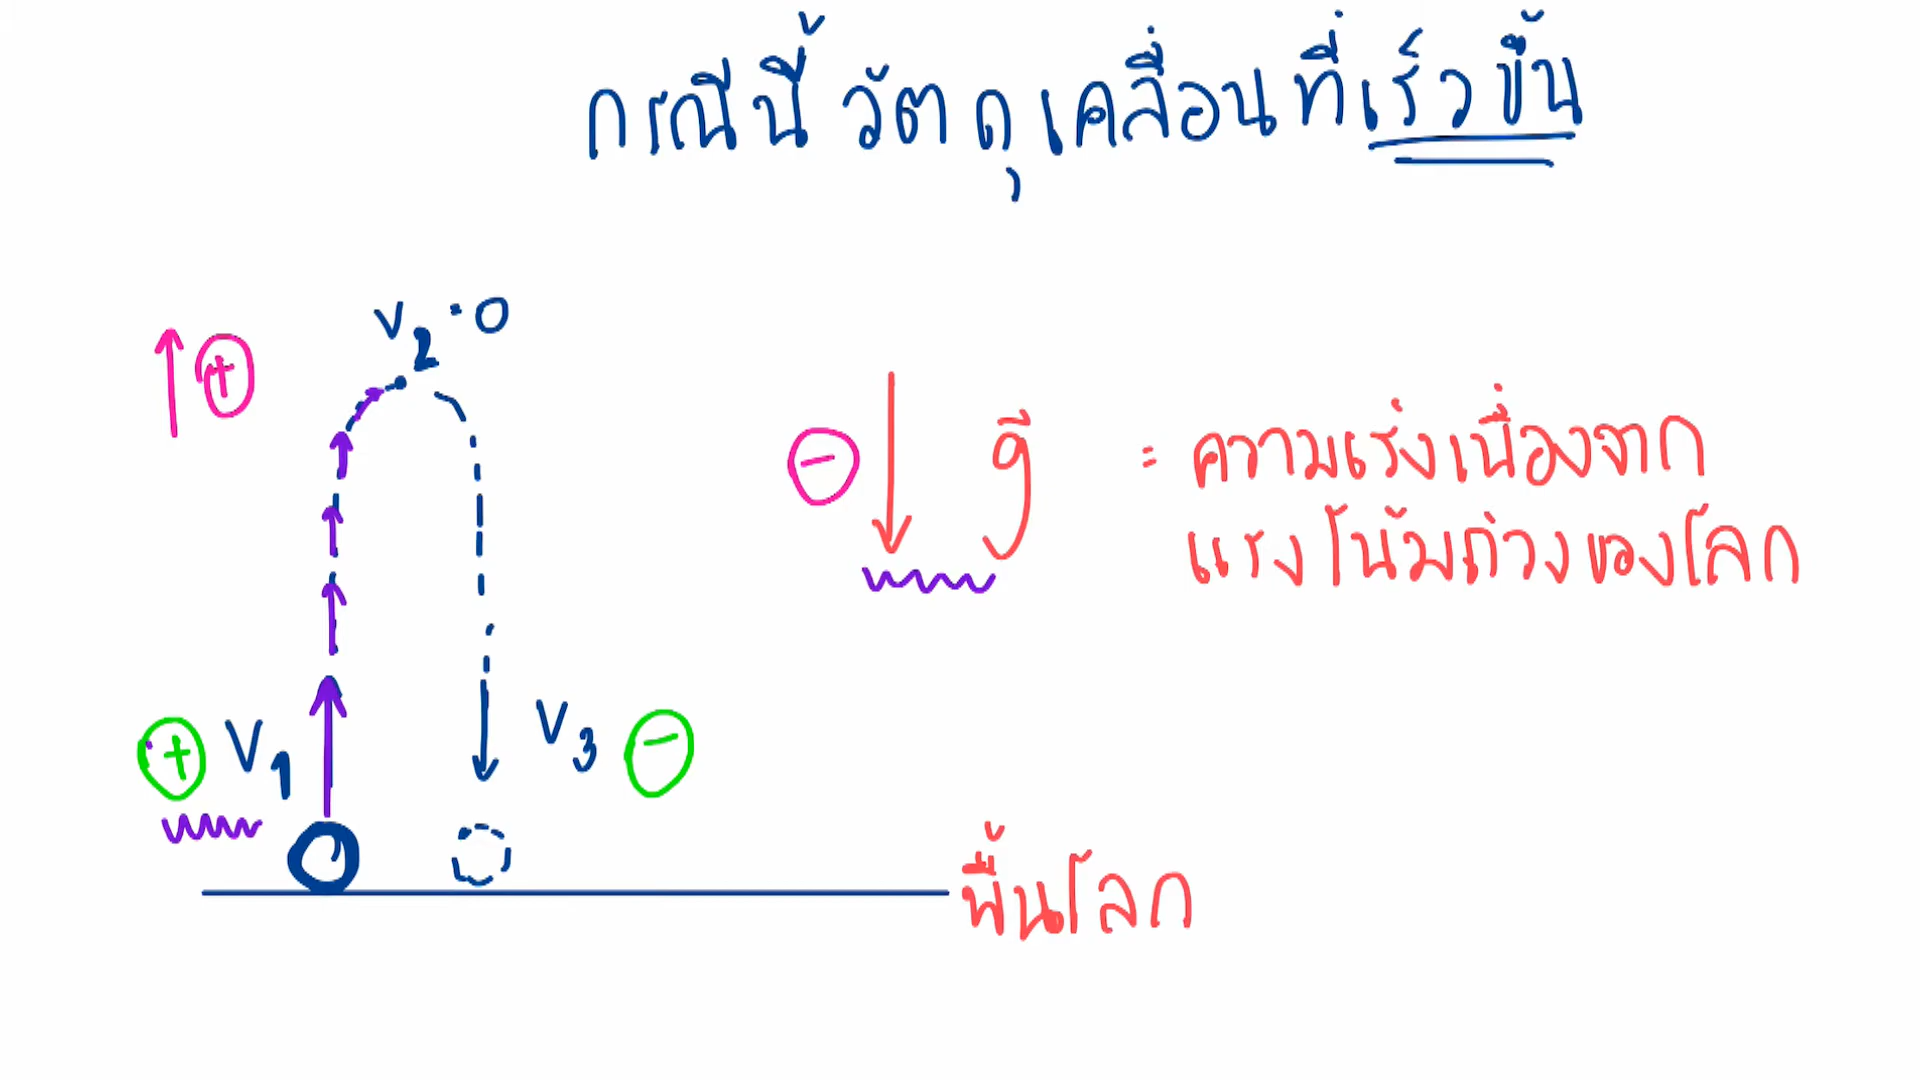 กรณีนี้ วัตถุเคลื่อนที่เร็วขึ้น
V2 = 0
+
- g = ความเร่งเนื่องจาก
แรงโน้มถ่วงของโลก
+ V1
V3 -
พื้นโลก